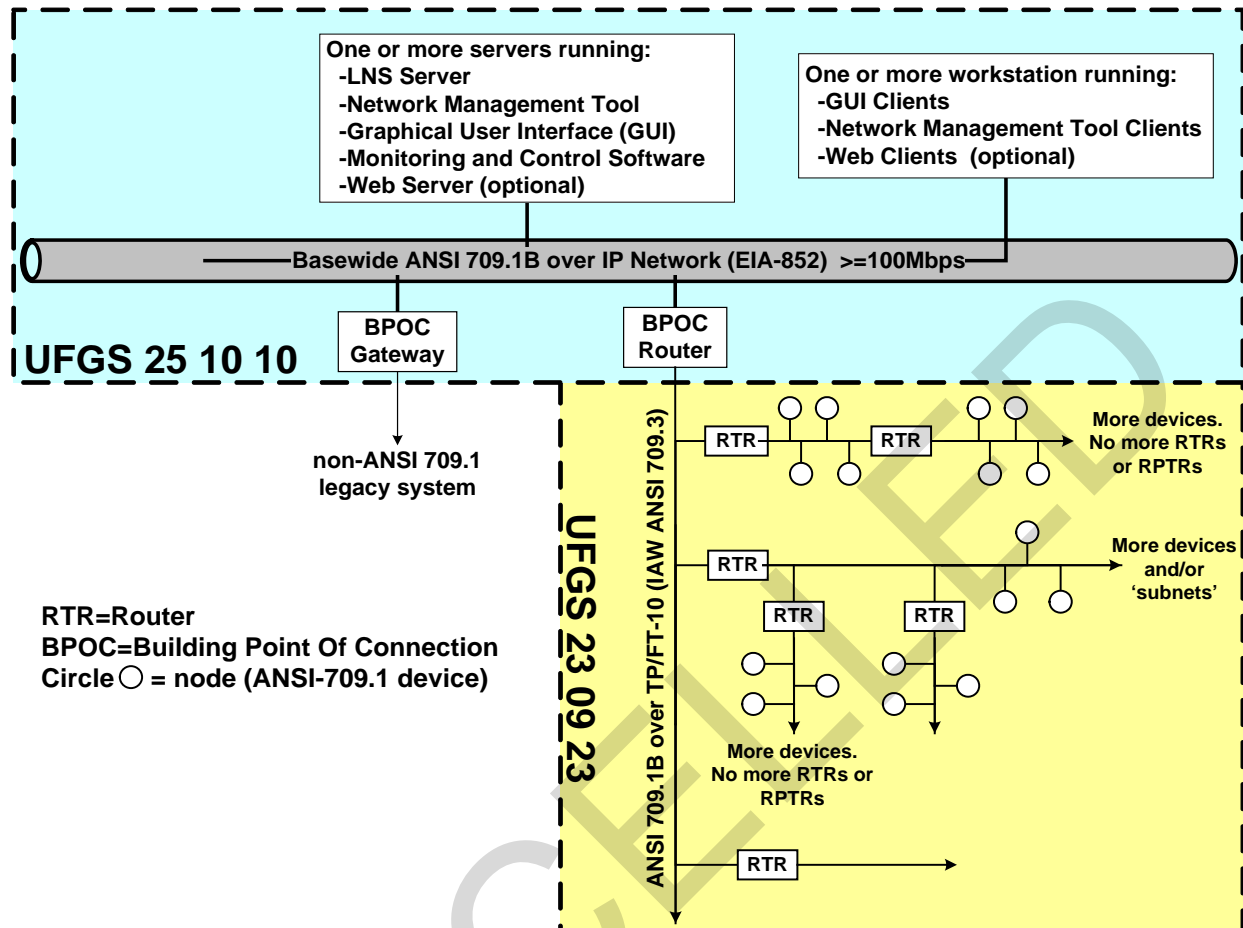 One or more servers running:
-LNS Server
-Network Management Tool
-Graphical User Interface (GUI)
-Monitoring and Control Software
-Web Server (optional)
One or more workstation running:
-GUI Clients
-Network Management Tool Clients
-Web Clients (optional)
Basewide ANSI 709.1B over IP Network (EIA-852) >=100Mbps
BPOC
Gateway
BPOC
Router
UFGS 25 10 10
non-ANSI 709.1
legacy system
UFGS 23 09 23
ANSI 709.1B over TP/FT-10 (IAW ANSI 709.3)
RTR
RTR
More devices.
No more RTRs
or RPTRs
RTR
More devices
and/or
‘subnets’
RTR
RTR
More devices.
No more RTRs or
RPTRs
RTR
RTR=Router
BPOC=Building Point Of Connection
Circle = node (ANSI-709.1 device)
CELLED